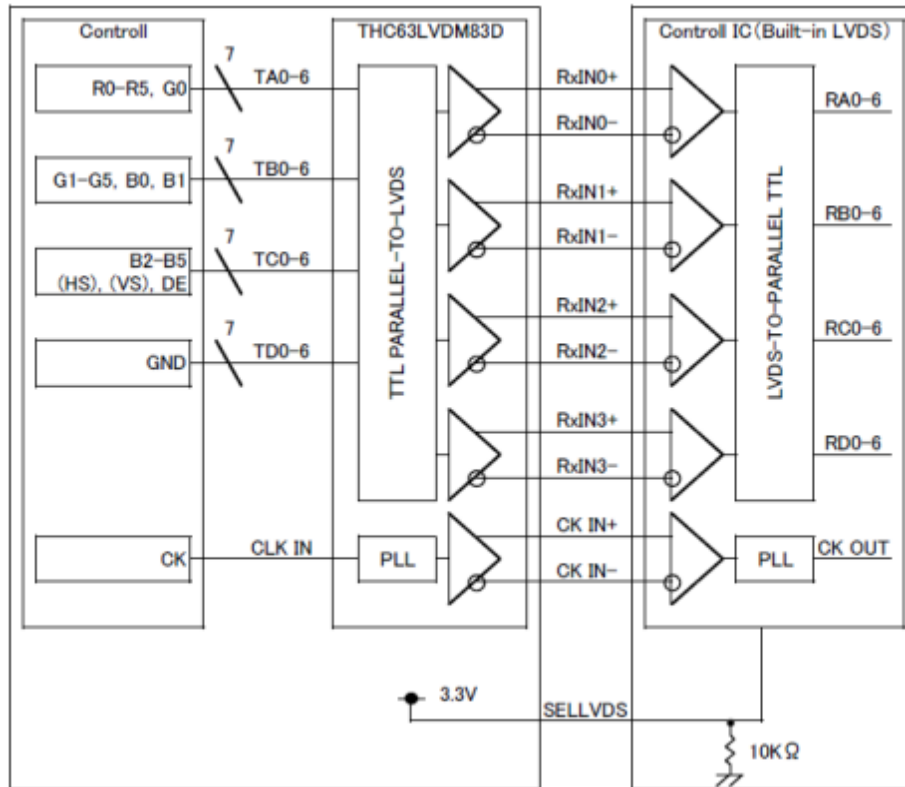 Controll
THC63LVDM83D
Controll IC(Built-in LVDS)
R0-R5, G0
7
TA0-6
RxIN0+
RxIN0-
RA0-6
G1-G5, B0, B1
7
TB0-6
RxIN1+
RxIN1-
RB0-6
B2-B5
(HS), (VS), DE
7
TC0-6
RxIN2+
RxIN2-
RC0-6
GND
7
TD0-6
RxIN3+
RxIN3-
RD0-6
TTL PARALLEL-TO-LVDS
LVDS-TO-PARALLEL TTL
CK
CLK IN
PLL
CK IN+
CK IN-
PLL
CK OUT
3.3V
SELLVDS
10KΩ